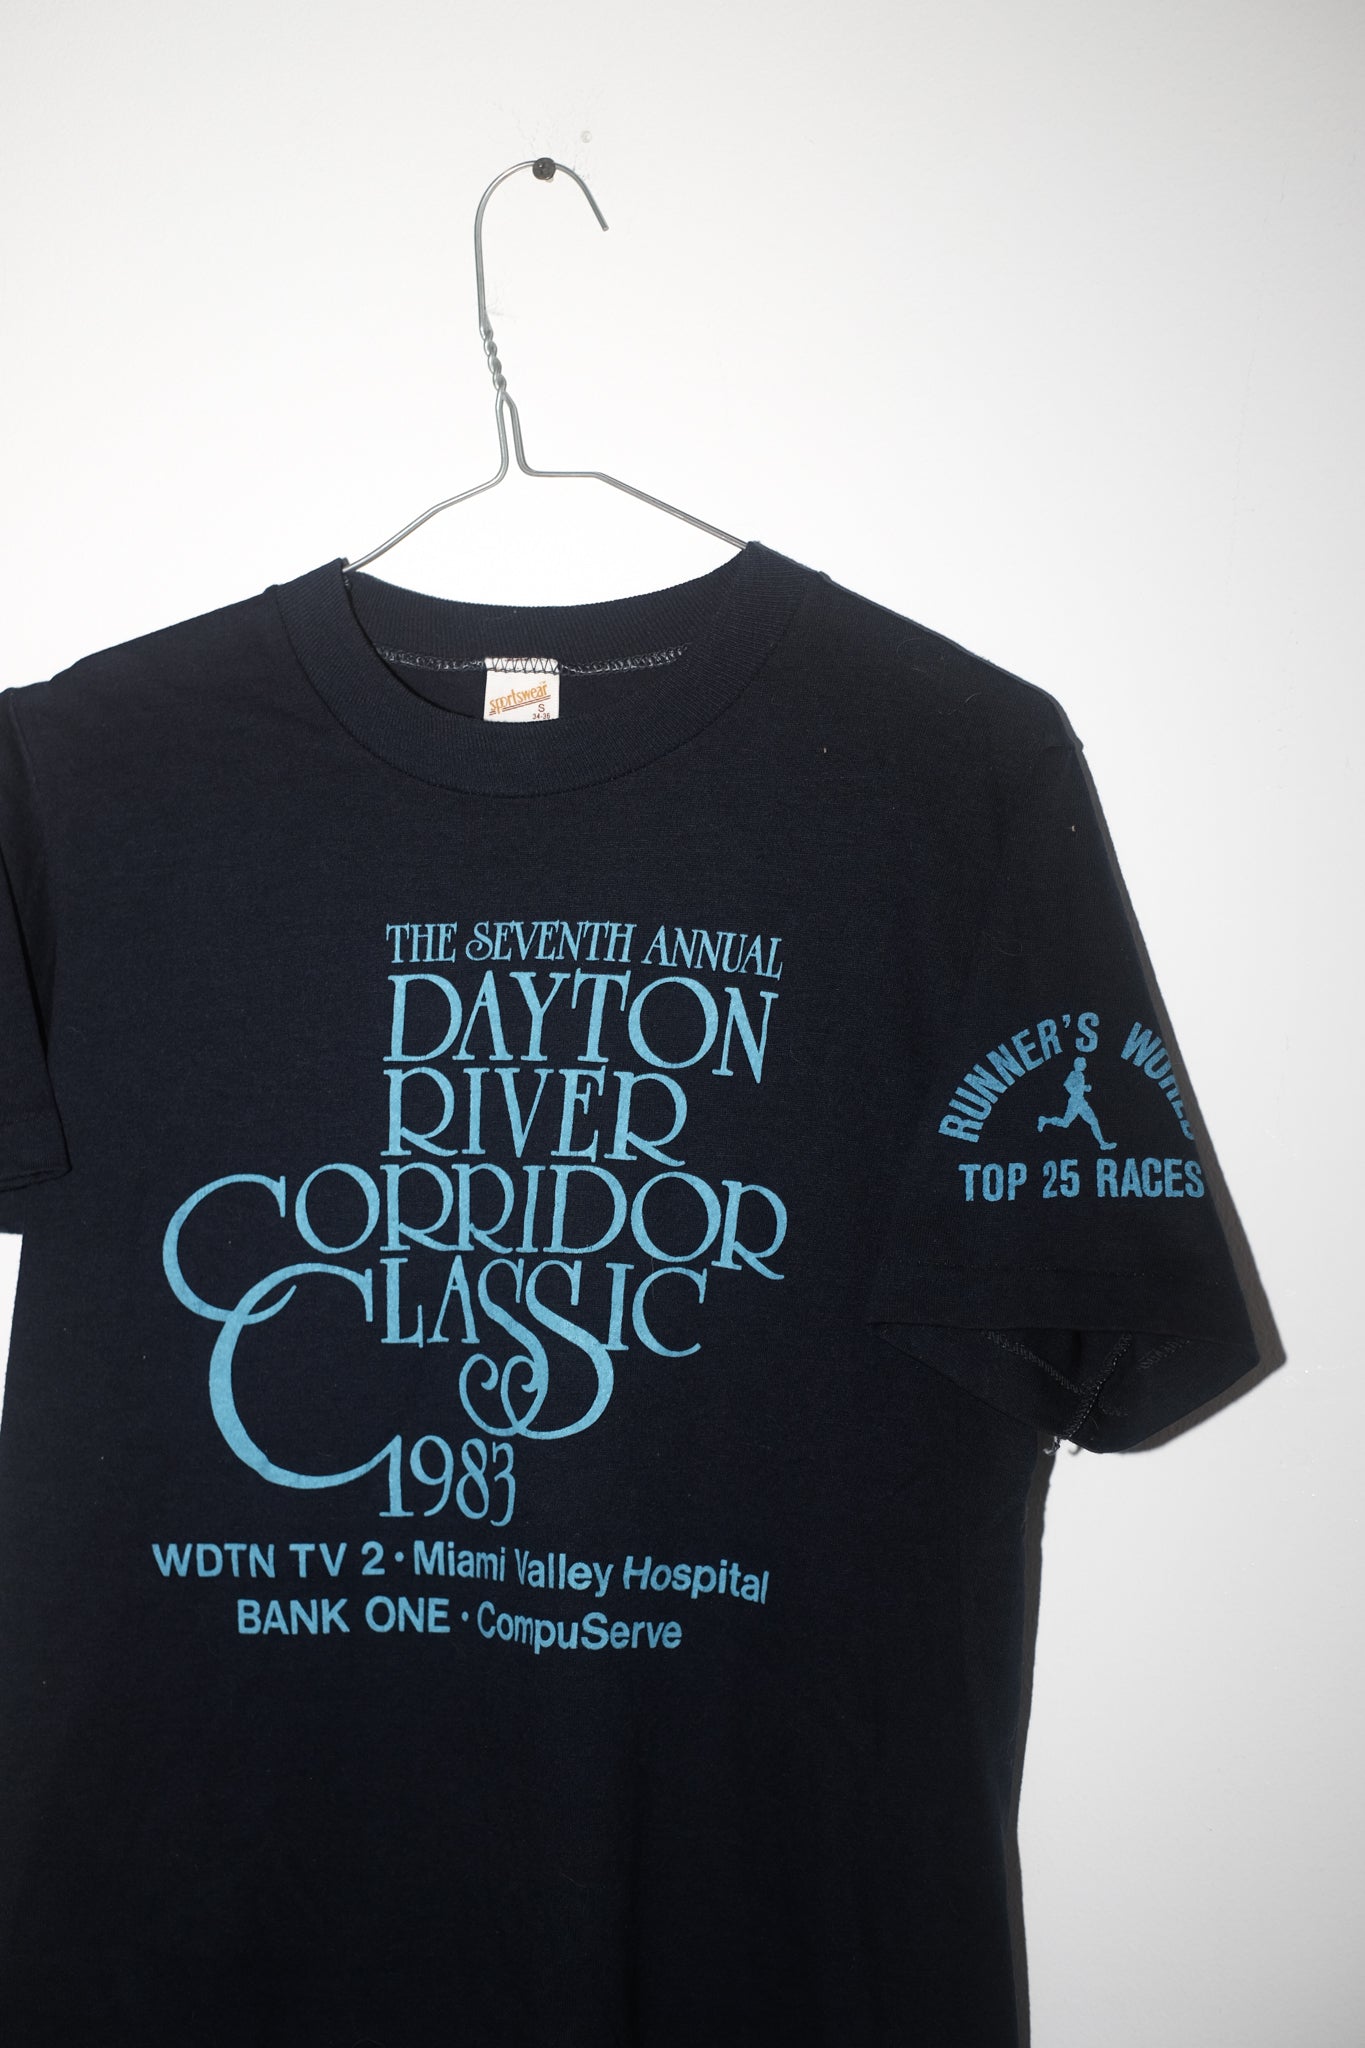 sportswear
S
34-36
THE SEVENTH ANNUAL
DAYTON
RIVER
CORRIDOR
CLASSIC
1983
WDTN TV 2 • Miami Valley Hospital
BANK ONE • CompuServe
RUNNER'S WORLD
TOP 25 RACES